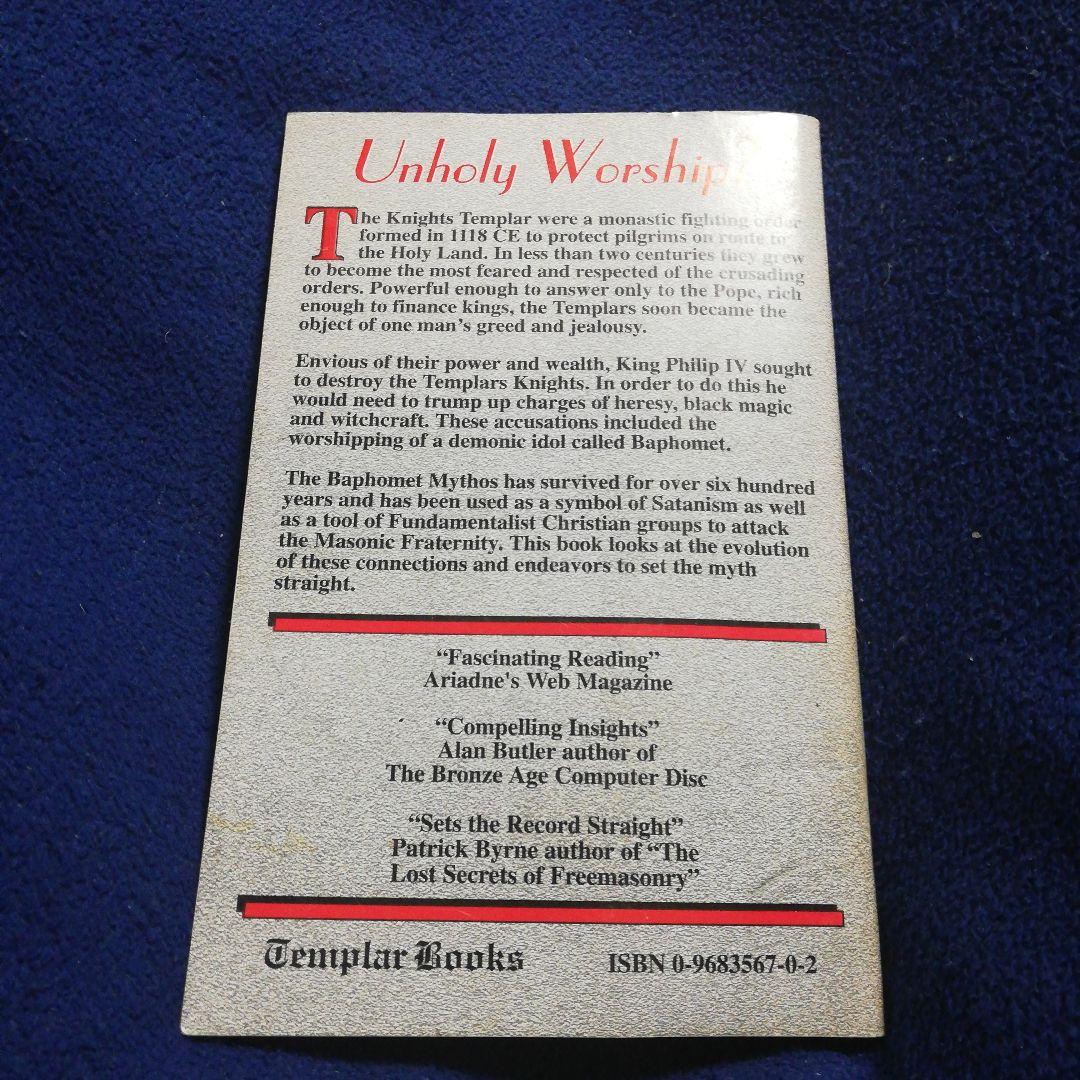 Unholy Worship?
The Knights Templar were a monastic fighting order
formed in 1118 CE to protect pilgrims on route to
the Holy Land. In less than two centuries they grew
to become the most feared and respected of the crusading
orders. Powerful enough to answer only to the Pope, rich
enough to finance kings, the Templars soon became the
object of one man's greed and jealousy.
Envious of their power and wealth, King Philip IV sought
to destroy the Templars Knights. In order to do this he
would need to trump up charges of heresy, black magic
and witchcraft. These accusations included the
worshipping of a demonic idol called Baphomet.
The Baphomet Mythos has survived for over six hundred
years and has been used as a symbol of Satanism as well
as a tool of Fundamentalist Christian groups to attack
the Masonic Fraternity. This book looks at the evolution
of these connections and endeavors to set the myth
straight.
“Fascinating Reading”
Ariadne's Web Magazine
“Compelling Insights”
Alan Butler author of
The Bronze Age Computer Disc
“Sets the Record Straight”
Patrick Byrne author of “The
Lost Secrets of Freemasonry”
Templar Books
ISBN 0-9683567-0-2